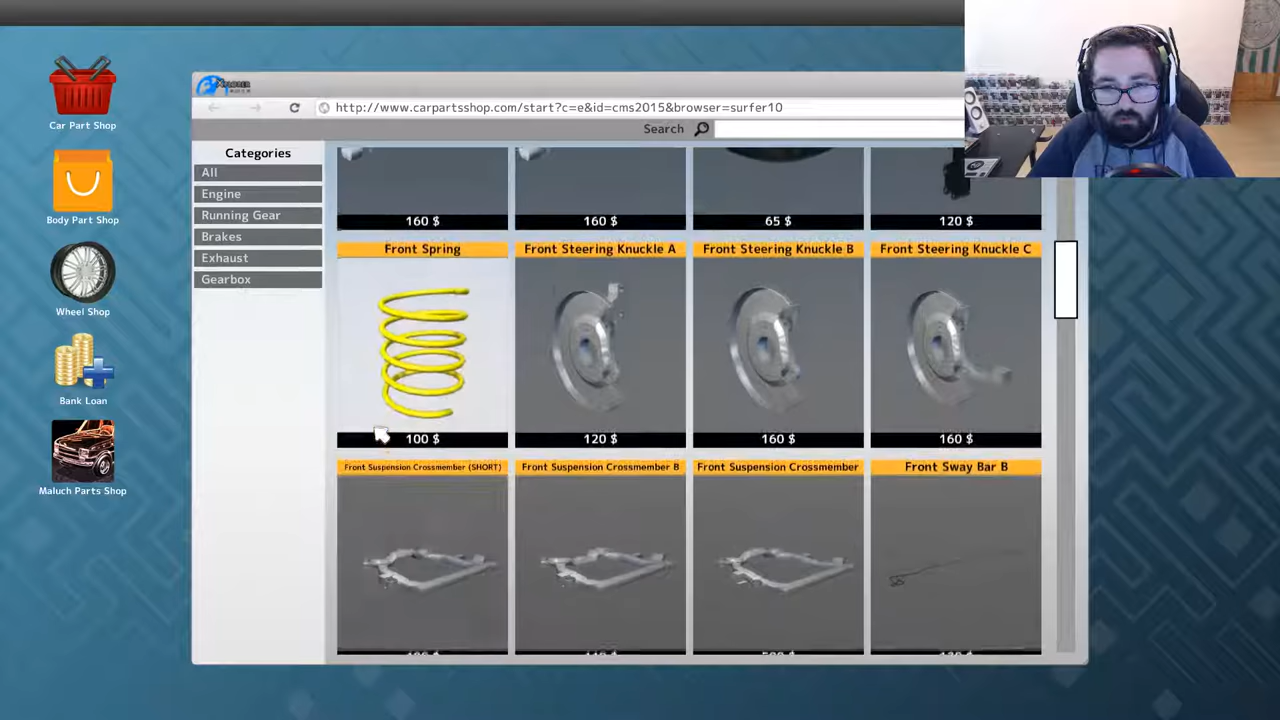 http://www.carpartsshop.com/start?c=e&id=cms2015&browser=surfer10
Search
Categories
All
Engine
Running Gear
Brakes
Exhaust
Gearbox
Car Part Shop
Body Part Shop
Wheel Shop
Bank Loan
Maluch Parts Shop
160 $
160 $
65 $
120 $
Front Spring
Front Steering Knuckle A
Front Steering Knuckle B
Front Steering Knuckle C
100 $
120 $
160 $
160 $
Front Suspension Crossmember (SHORT)
Front Suspension Crossmember B
Front Suspension Crossmember
Front Sway Bar B